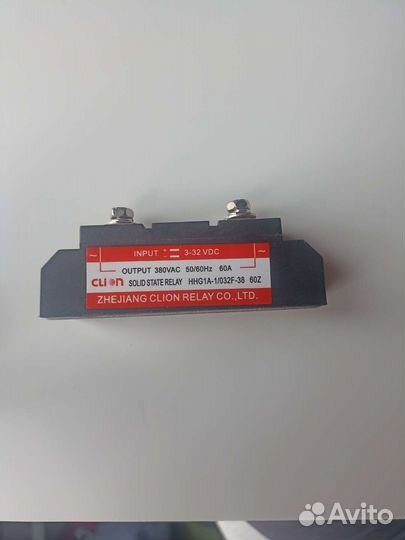 INPUT 3-32 VDC
~ OUTPUT 380VAC 50/60Hz 60A ~
CLION SOLID STATE RELAY HHG1A-1/032F-38 60Z
ZHEJIANG CLION RELAY CO.,LTD.
Avito